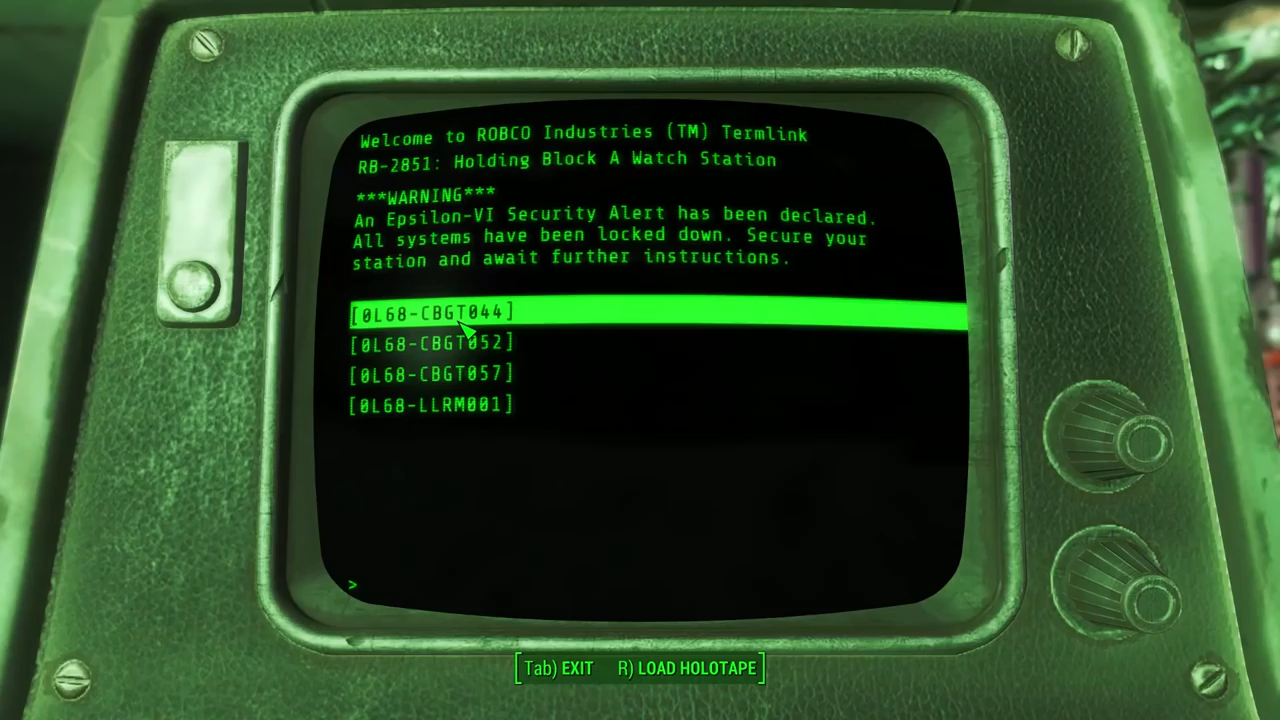 Welcome to ROBCO Industries (TM) Termlink
RB-2851: Holding Block A Watch Station
***WARNING***
An Epsilon-VI Security Alert has been declared.
All systems have been locked down. Secure your
station and await further instructions.
[0L68-CBGT044]
[0L68-CBGT052]
[0L68-CBGT057]
[0L68-LLRM001]
>
[Tab) EXIT R) LOAD HOLOTAPE]